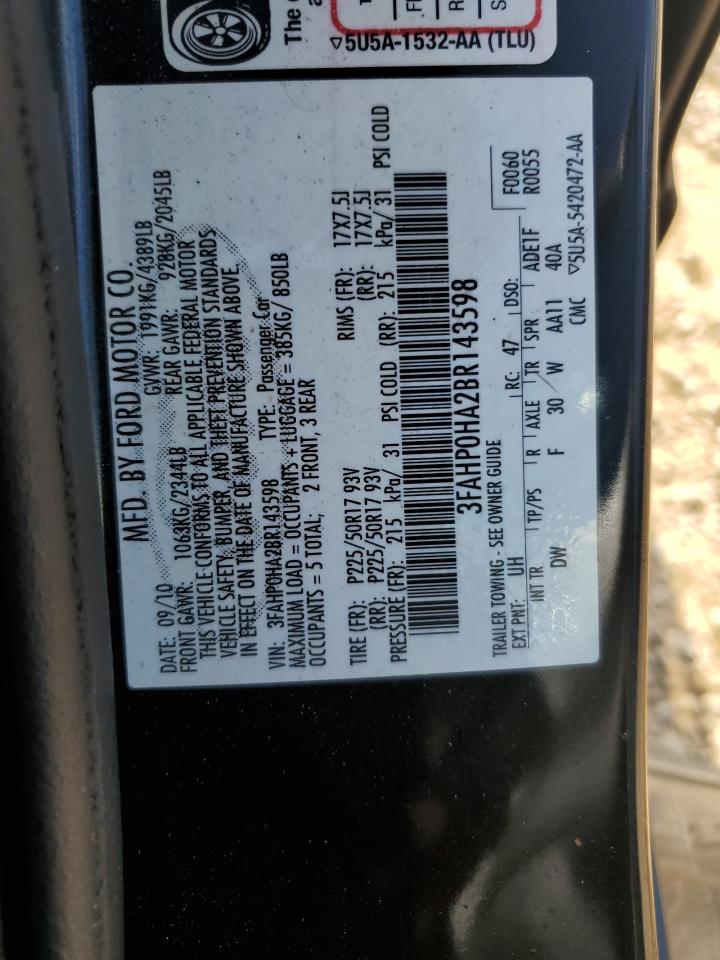 The
a
▽5U5A-1532-AA (TLU)
MFD. BY FORD MOTOR CO.
DATE: 09/10 GVWR: 1991KG/4389LB
FRONT GAWR: 1063KG/2344LB REAR GAWR: 928KG/2045LB
THIS VEHICLE CONFORMS TO ALL APPLICABLE FEDERAL MOTOR
VEHICLE SAFETY, BUMPER, AND THEFT PREVENTION STANDARDS
IN EFFECT ON THE DATE OF MANUFACTURE SHOWN ABOVE.
VIN: 3FAHP0HA2BR143598 TYPE: Passenger Car
MAXIMUM LOAD = OCCUPANTS + LUGGAGE = 385KG/ 850LB
OCCUPANTS = 5 TOTAL; 2 FRONT, 3 REAR
TIRE (FR): P225/50R17 93V RIMS (FR): 17X7.5J
(RR): P225/50R17 93V (RR): 17X7.5J
PRESSURE (FR): 215 kPa/ 31 PSI COLD (RR): 215 kPa/ 31 PSI COLD
3FAHP0HA2BR143598
TRAILER TOWING - SEE OWNER GUIDE
EXT PNT: UH RC: 47 DSO: F0060
R0055
INT TR TP/PS R AXLE TR SPR ADE1F
DW F 30 W AA11 40A
CMC ▽5U5A-5420472-AA